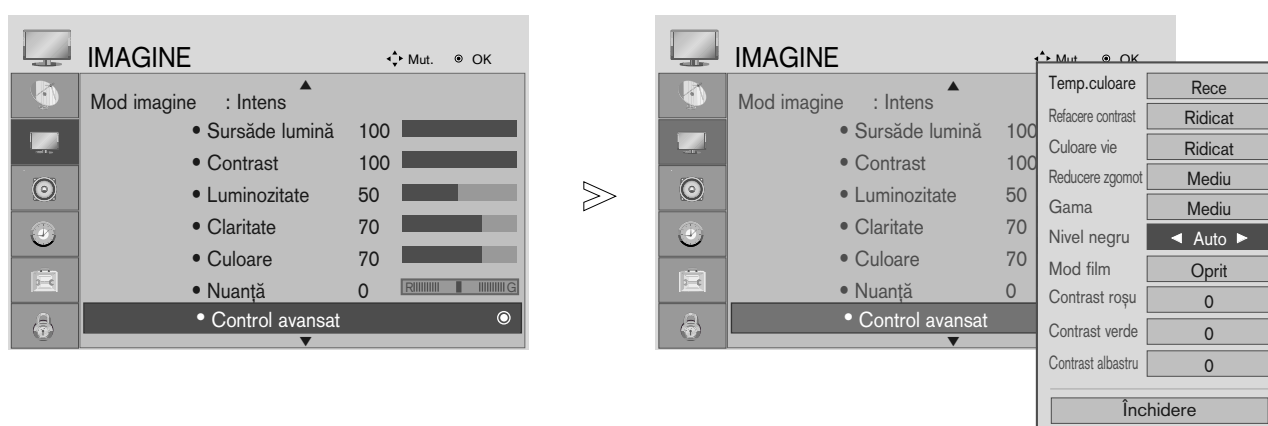 IMAGINE
Mut. OK
Mod imagine : Intens
• Sursăde lumină 100
• Contrast 100
• Luminozitate 50
• Claritate 70
• Culoare 70
• Nuanță 0 R G
• Control avansat
IMAGINE
Mut. OK
Mod imagine : Intens
• Sursăde lumină 100
• Contrast 100
• Luminozitate 50
• Claritate 70
• Culoare 70
• Nuanță 0
• Control avansat
Temp.culoare Rece
Refacere contrast Ridicat
Culoare vie Ridicat
Reducere zgomot Mediu
Gama Mediu
Nivel negru ◄ Auto ►
Mod film Oprit
Contrast roșu 0
Contrast verde 0
Contrast albastru 0
Închidere